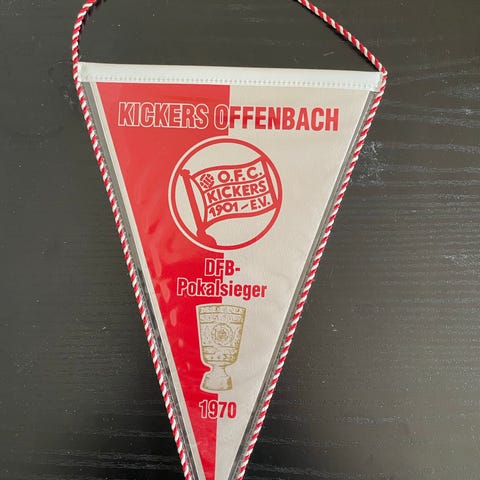 KICKERS OFFENBACH
O.F.C.
KICKERS
1901-E.V.
DFB-
Pokalsieger
1970